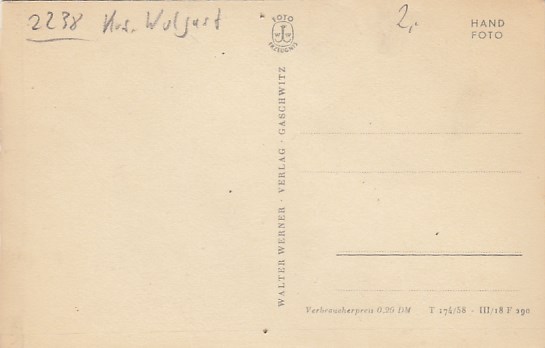 2238 Krs. Wolgast
2,-
FOTO
ERZEUGNIS
HAND
FOTO
WALTER WERNER · VERLAG · GASCHWITZ
Verbraucherpreis 0.20 DM T 174/58 · III/18 F 290